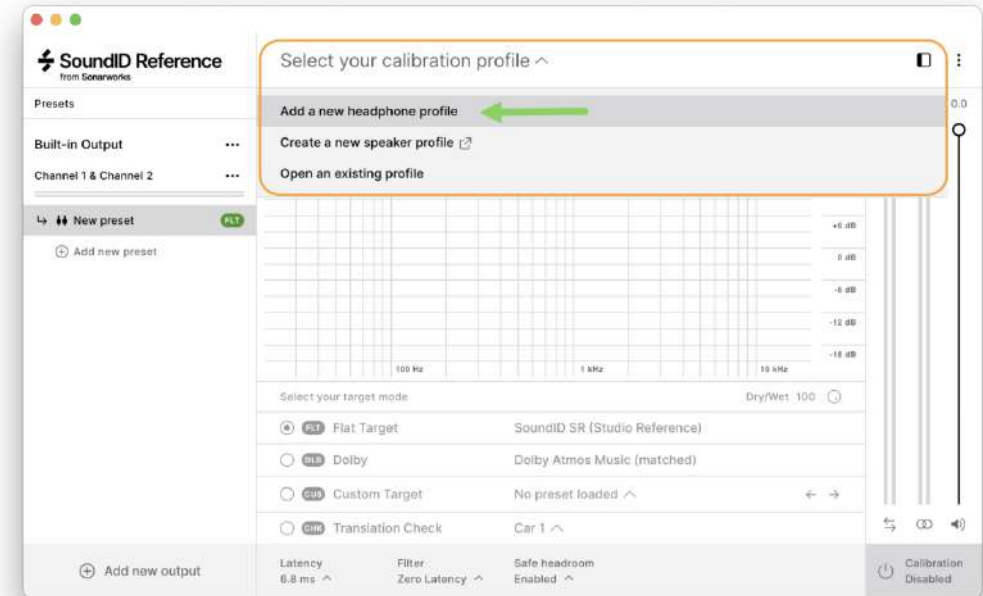 SoundID Reference
from Sonarworks
Select your calibration profile
Presets
Add a new headphone profile
0.0
Built-in Output
Create a new speaker profile
Channel 1 & Channel 2
Open an existing profile
New preset
FLT
+6 dB
Add new preset
0 dB
-6 dB
-12 dB
-18 dB
100 Hz 1 kHz 10 kHz
Select your target mode Dry/Wet 100
FLT Flat Target SoundID SR (Studio Reference)
DLB Dolby Dolby Atmos Music (matched)
CUS Custom Target No preset loaded
CHK Translation Check Car 1
Add new output
Latency Filter Safe headroom
6.8 ms Zero Latency Enabled
Calibration
Disabled